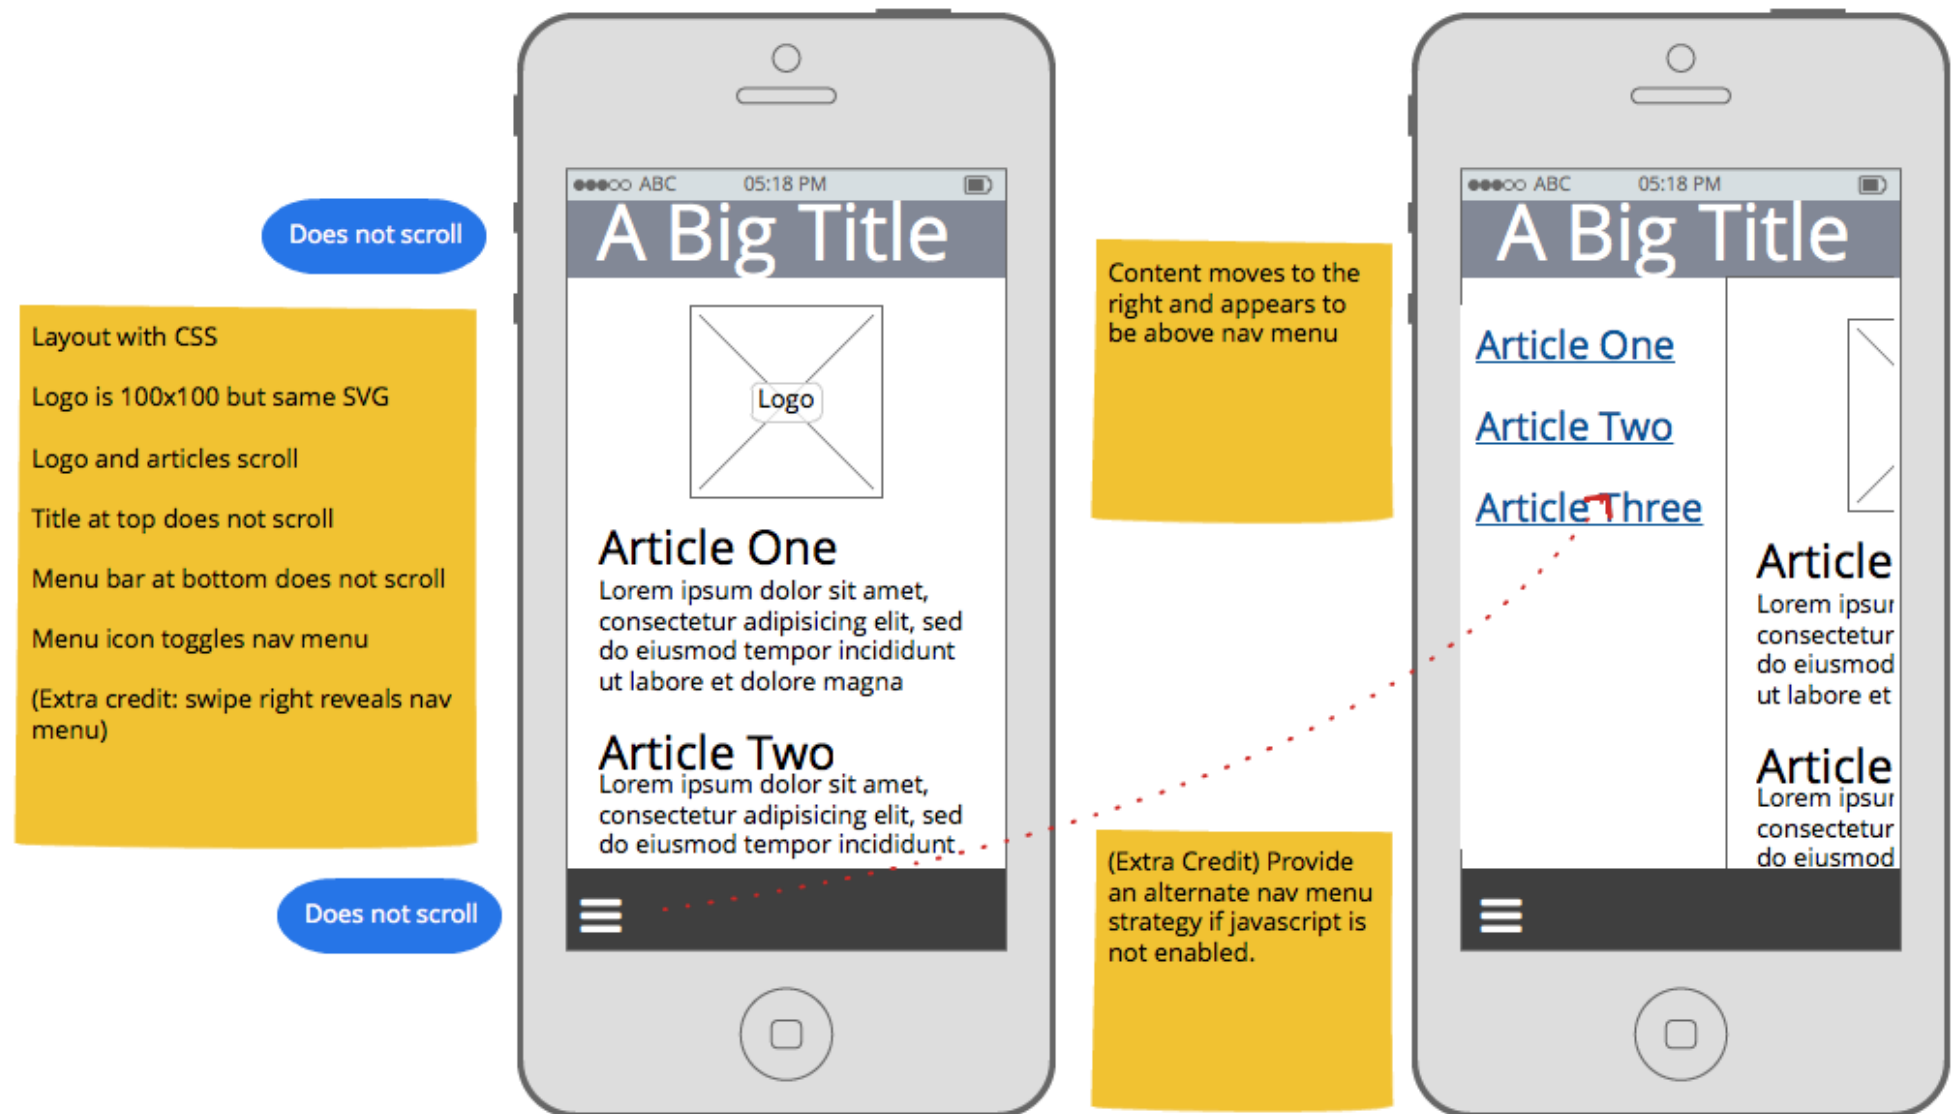 Does not scroll
Layout with CSS
Logo is 100x100 but same SVG
Logo and articles scroll
Title at top does not scroll
Menu bar at bottom does not scroll
Menu icon toggles nav menu
(Extra credit: swipe right reveals nav
menu)
Does not scroll
ABC 05:18 PM
A Big Title
Logo
Article One
Lorem ipsum dolor sit amet,
consectetur adipisicing elit, sed
do eiusmod tempor incididunt
ut labore et dolore magna
Article Two
Lorem ipsum dolor sit amet,
consectetur adipisicing elit, sed
do eiusmod tempor incididunt
Content moves to the
right and appears to
be above nav menu
(Extra Credit) Provide
an alternate nav menu
strategy if javascript is
not enabled.
ABC 05:18 PM
A Big Title
Article One
Article Two
Article Three
Article
Lorem ipsur
consectetur
do eiusmod
ut labore et
Article
Lorem ipsur
consectetur
do eiusmod